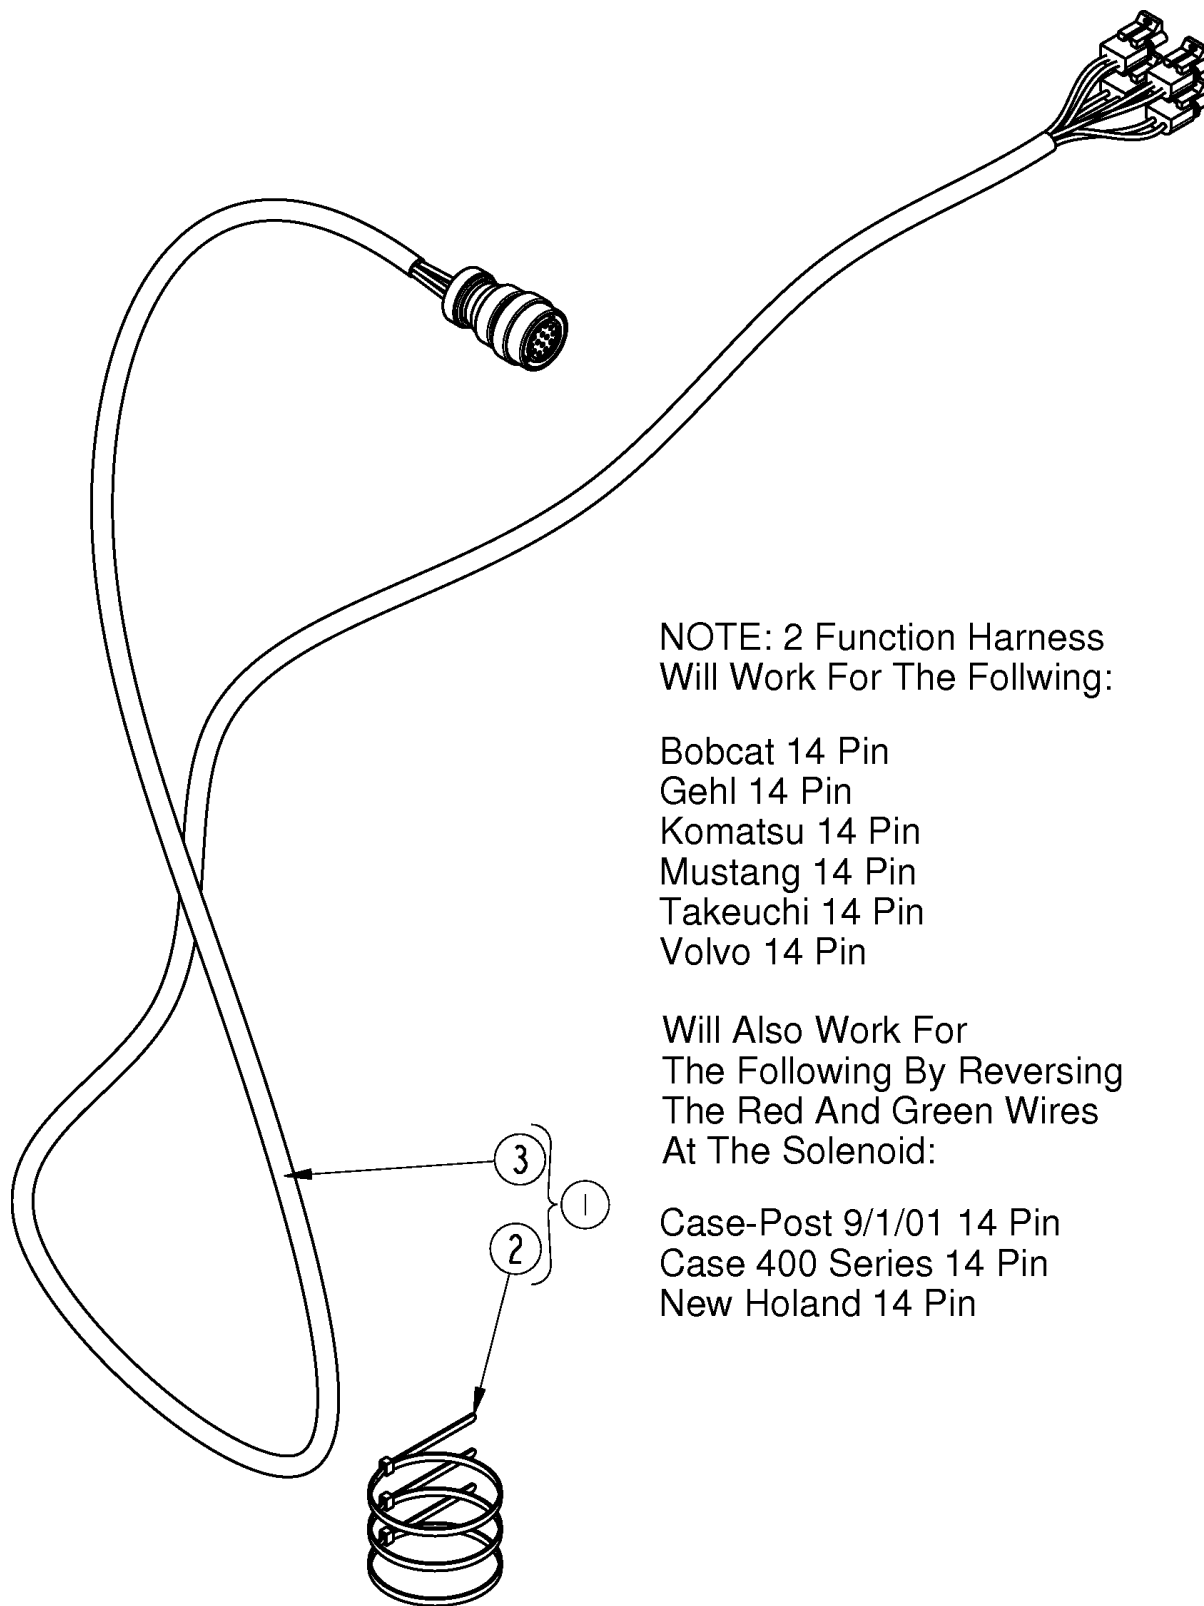 NOTE: 2 Function Harness
Will Work For The Follwing:
Bobcat 14 Pin
Gehl 14 Pin
Komatsu 14 Pin
Mustang 14 Pin
Takeuchi 14 Pin
Volvo 14 Pin
Will Also Work For
The Following By Reversing
The Red And Green Wires
At The Solenoid:
3
1
2
Case-Post 9/1/01 14 Pin
Case 400 Series 14 Pin
New Holand 14 Pin